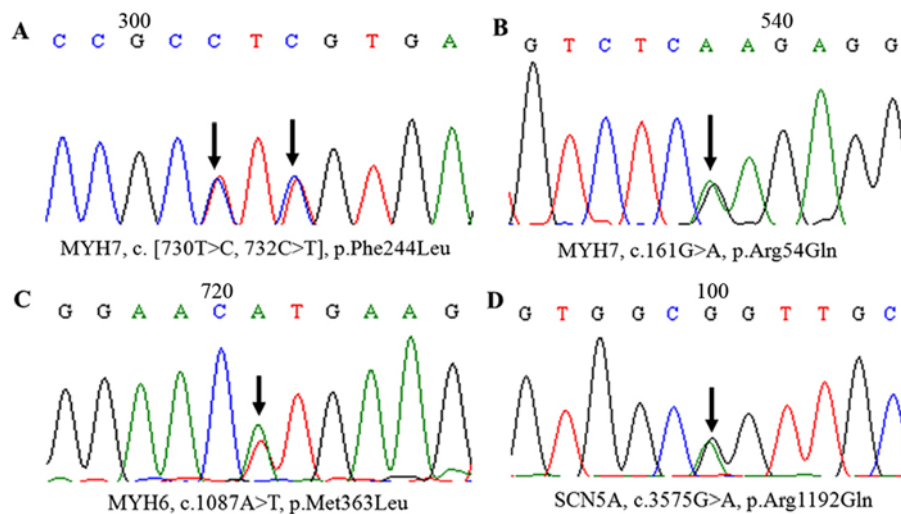 A
300
C C G C C T C G T G A
MYH7, c. [730T>C, 732C>T], p.Phe244Leu
B
540
G T C T C A A G A G G
MYH7, c.161G>A, p.Arg54Gln
C
720
G G A A C A T G A A G
MYH6, c.1087A>T, p.Met363Leu
D
100
G T G G C G G T T G C
SCN5A, c.3575G>A, p.Arg1192Gln